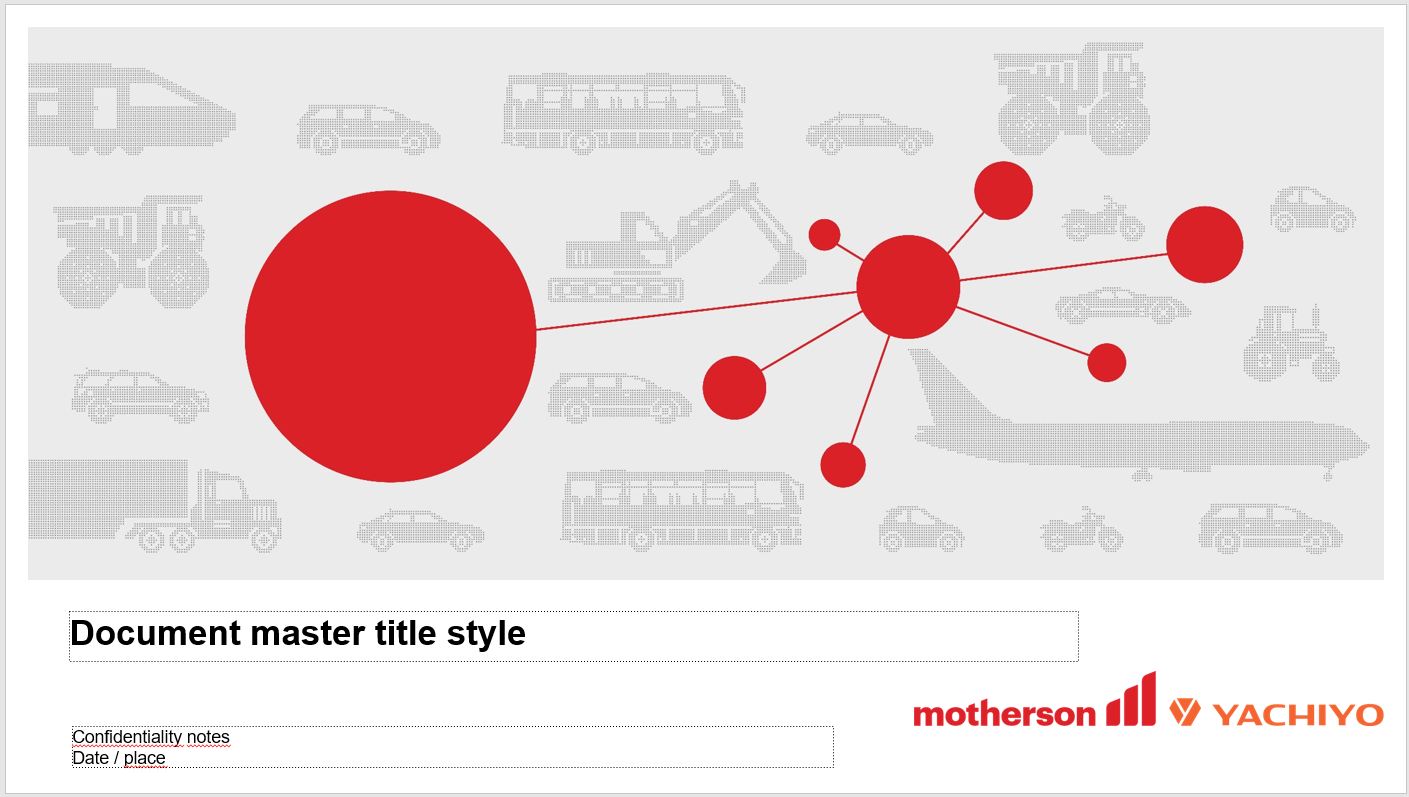 Document master title style
motherson YACHIYO
Confidentiality notes
Date / place